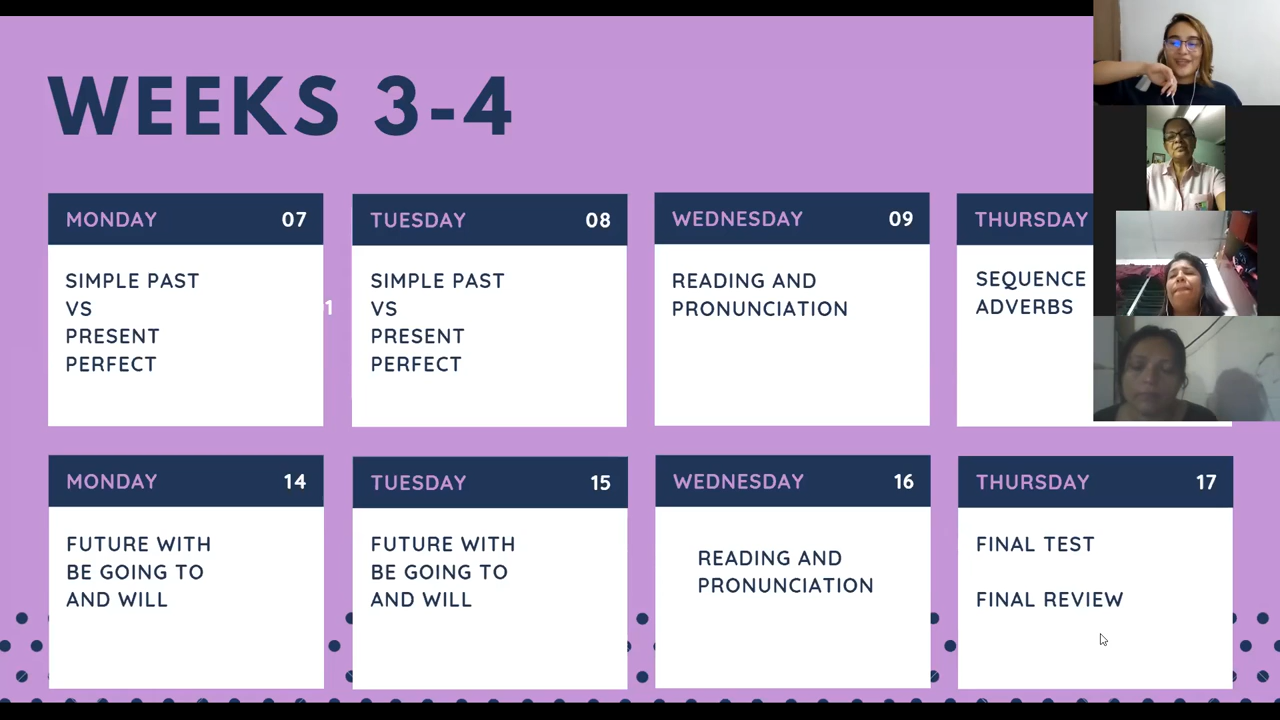 WEEKS 3-4
MONDAY 07
SIMPLE PAST
VS
PRESENT
PERFECT
1
TUESDAY 08
SIMPLE PAST
VS
PRESENT
PERFECT
WEDNESDAY 09
READING AND
PRONUNCIATION
THURSDAY
SEQUENCE
ADVERBS
MONDAY 14
FUTURE WITH
BE GOING TO
AND WILL
TUESDAY 15
FUTURE WITH
BE GOING TO
AND WILL
WEDNESDAY 16
READING AND
PRONUNCIATION
THURSDAY 17
FINAL TEST
FINAL REVIEW